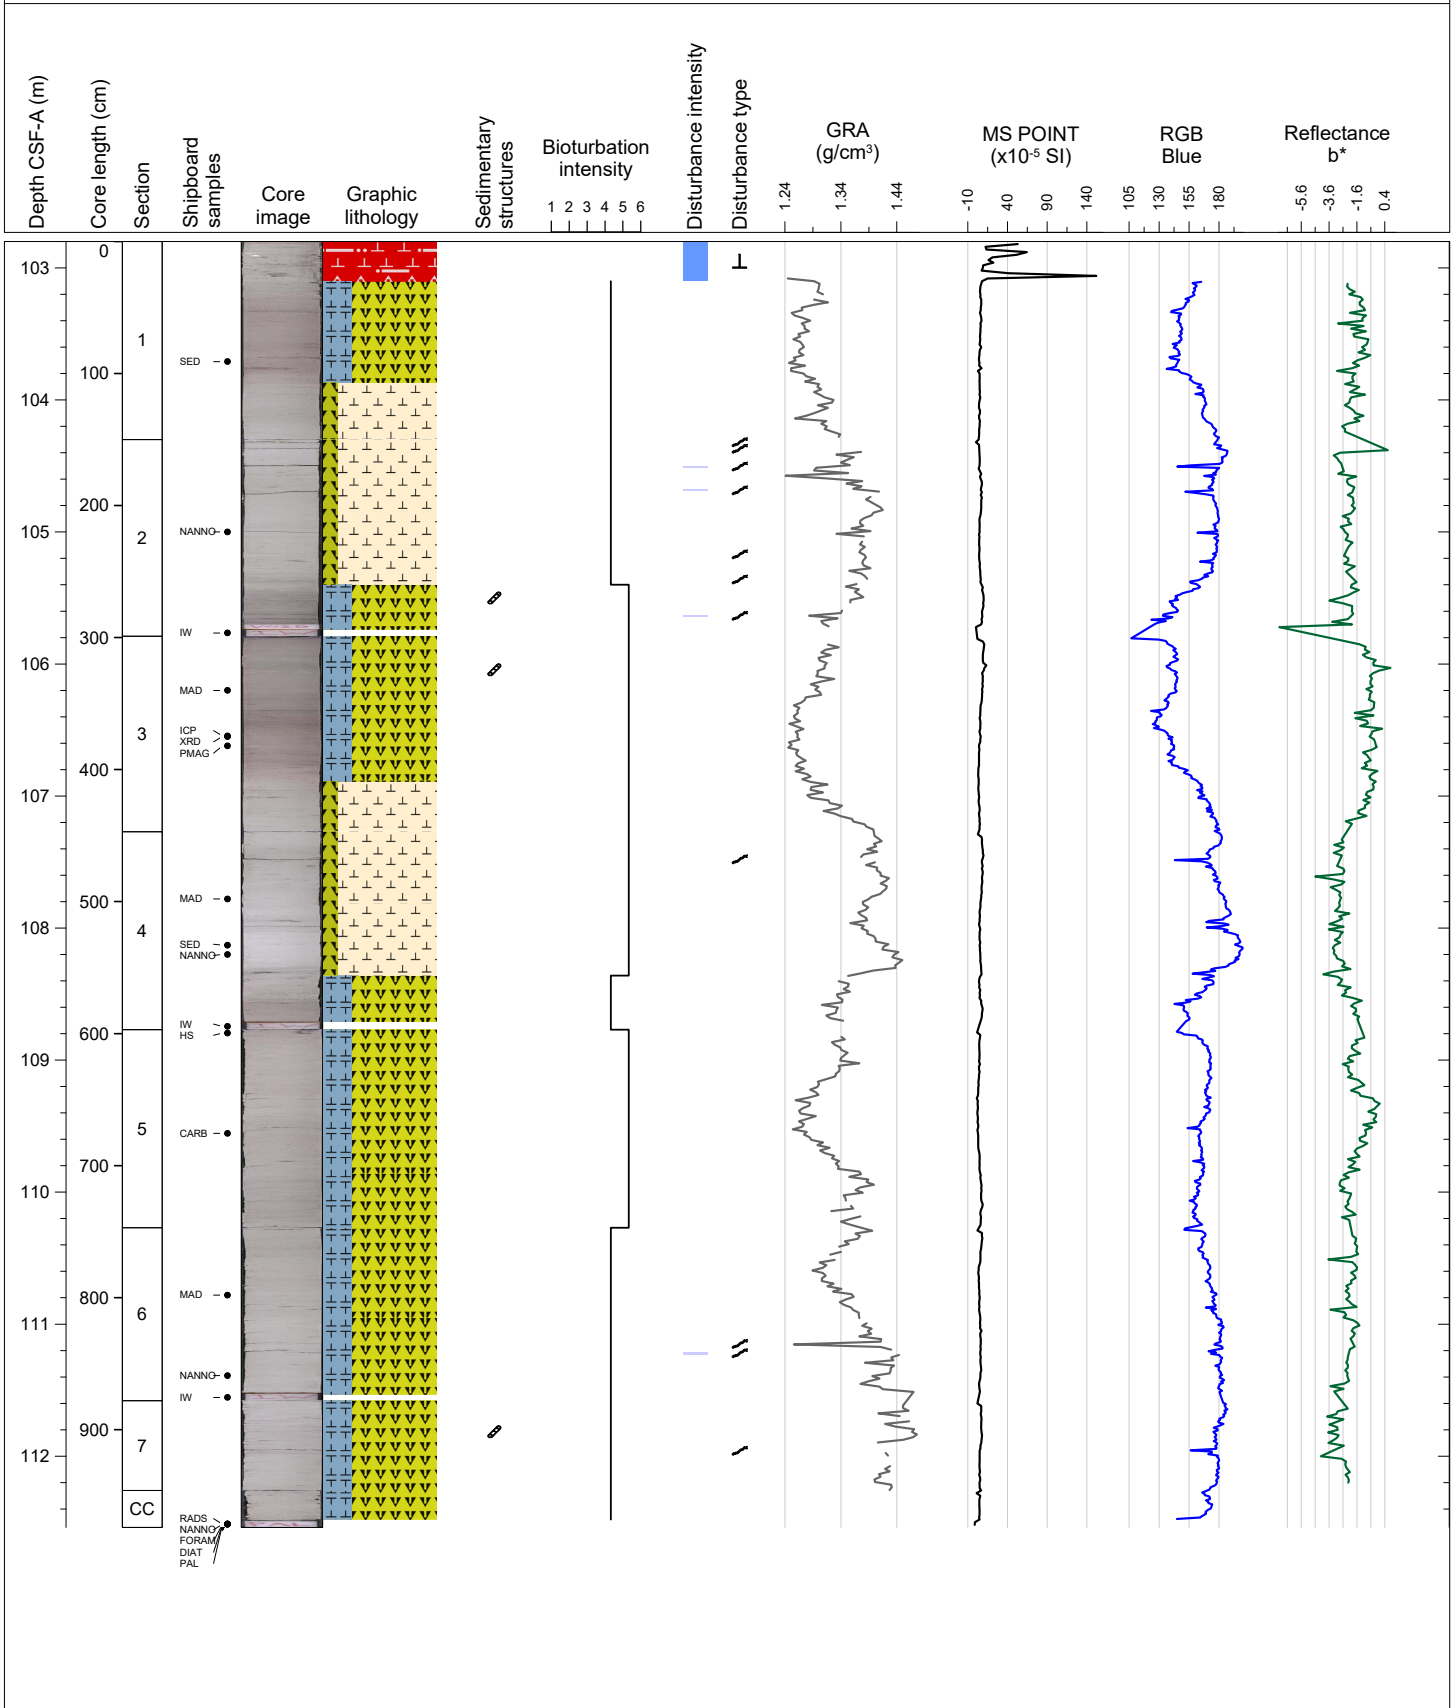 Depth CSF-A (m)
Core length (cm)
Section
Shipboard
samples
Core
image
Graphic
lithology
Sedimentary
structures
Bioturbation
intensity
1 2 3 4 5 6
Disturbance intensity
Disturbance type
GRA
(g/cm³)
1.24 1.34 1.44
MS POINT
(x10⁻⁵ SI)
-10 40 90 140
RGB
Blue
105 130 155 180
Reflectance
b*
-5.6 -3.6 -1.6 0.4
0
103
1
SED
100
104
200
NANNO
105
2
300
IW
106
MAD
ICP
3
XRD
PMAG
400
107
MAD
500
108
4
SED
NANNO
IW
600
HS
109
5
CARB
700
110
MAD
800
6
111
NANNO
IW
900
7
112
CC
RADS
NANNO
FORAM
DIAT
PAL